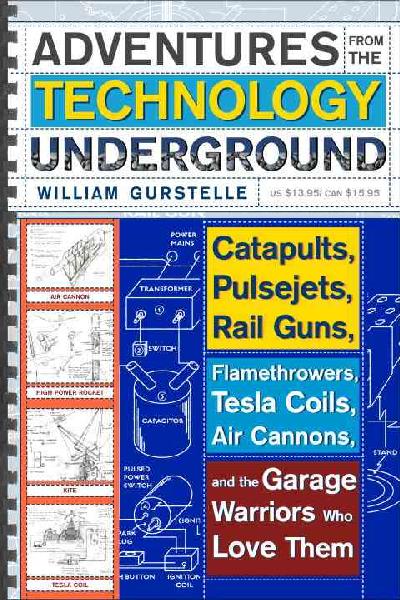 ADVENTURES FROM THE
TECHNOLOGY
UNDERGROUND
WILLIAM GURSTELLE
US $13.95/ CAN $18.95
POWER
MAINS
TRANSFORMER
1
SWITCH
CAPACITOR
PULSED
POWER
SWITCH
BUTTON
IGNITION
COIL
STAND
AIR CANNON
HIGH POWER ROCKET
KITE
TESLA COIL
Catapults,
Pulsejets,
Rail Guns,
Flamethrowers,
Tesla Coils,
Air Cannons,
and the Garage
Warriors Who
Love Them